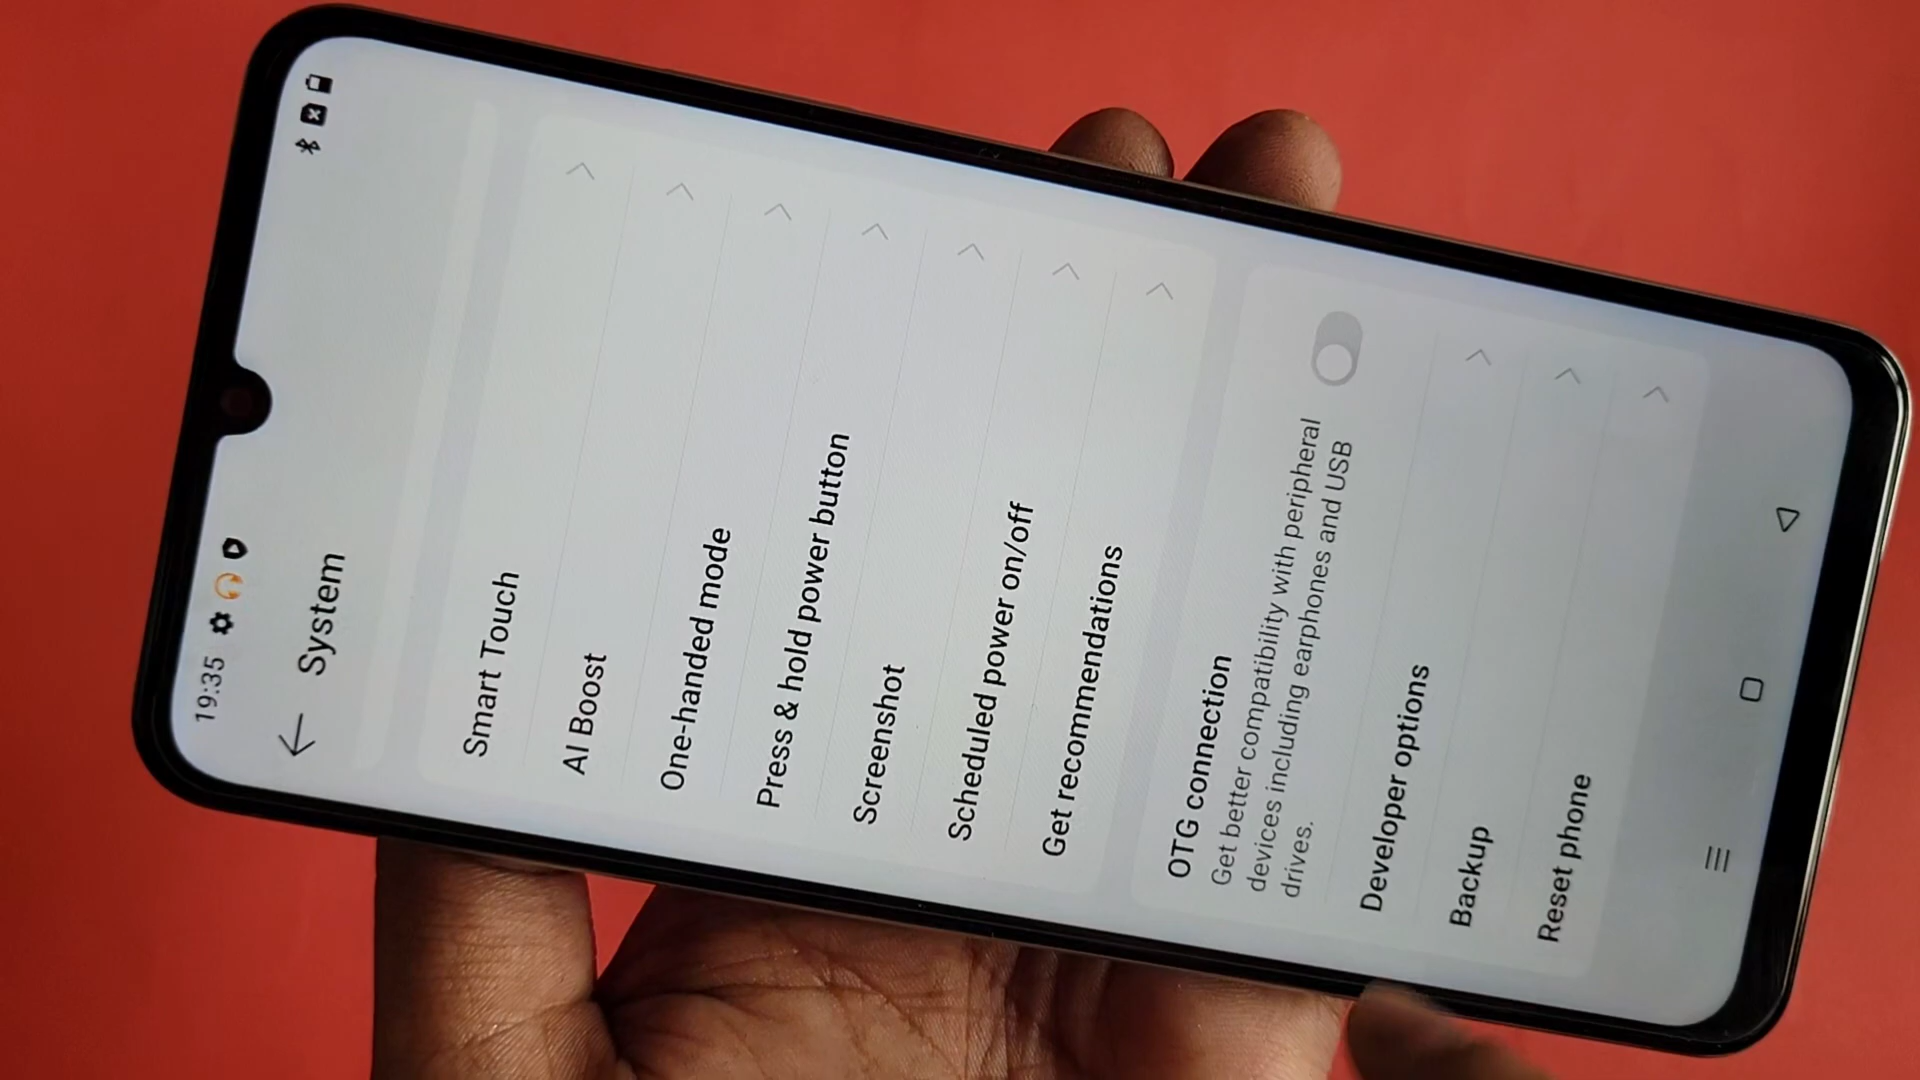 19:35
System
Smart Touch
AI Boost
One-handed mode
Press & hold power button
Screenshot
Scheduled power on/off
Get recommendations
OTG connection
Get better compatibility with peripheral
devices including earphones and USB
drives.
Developer options
Backup
Reset phone